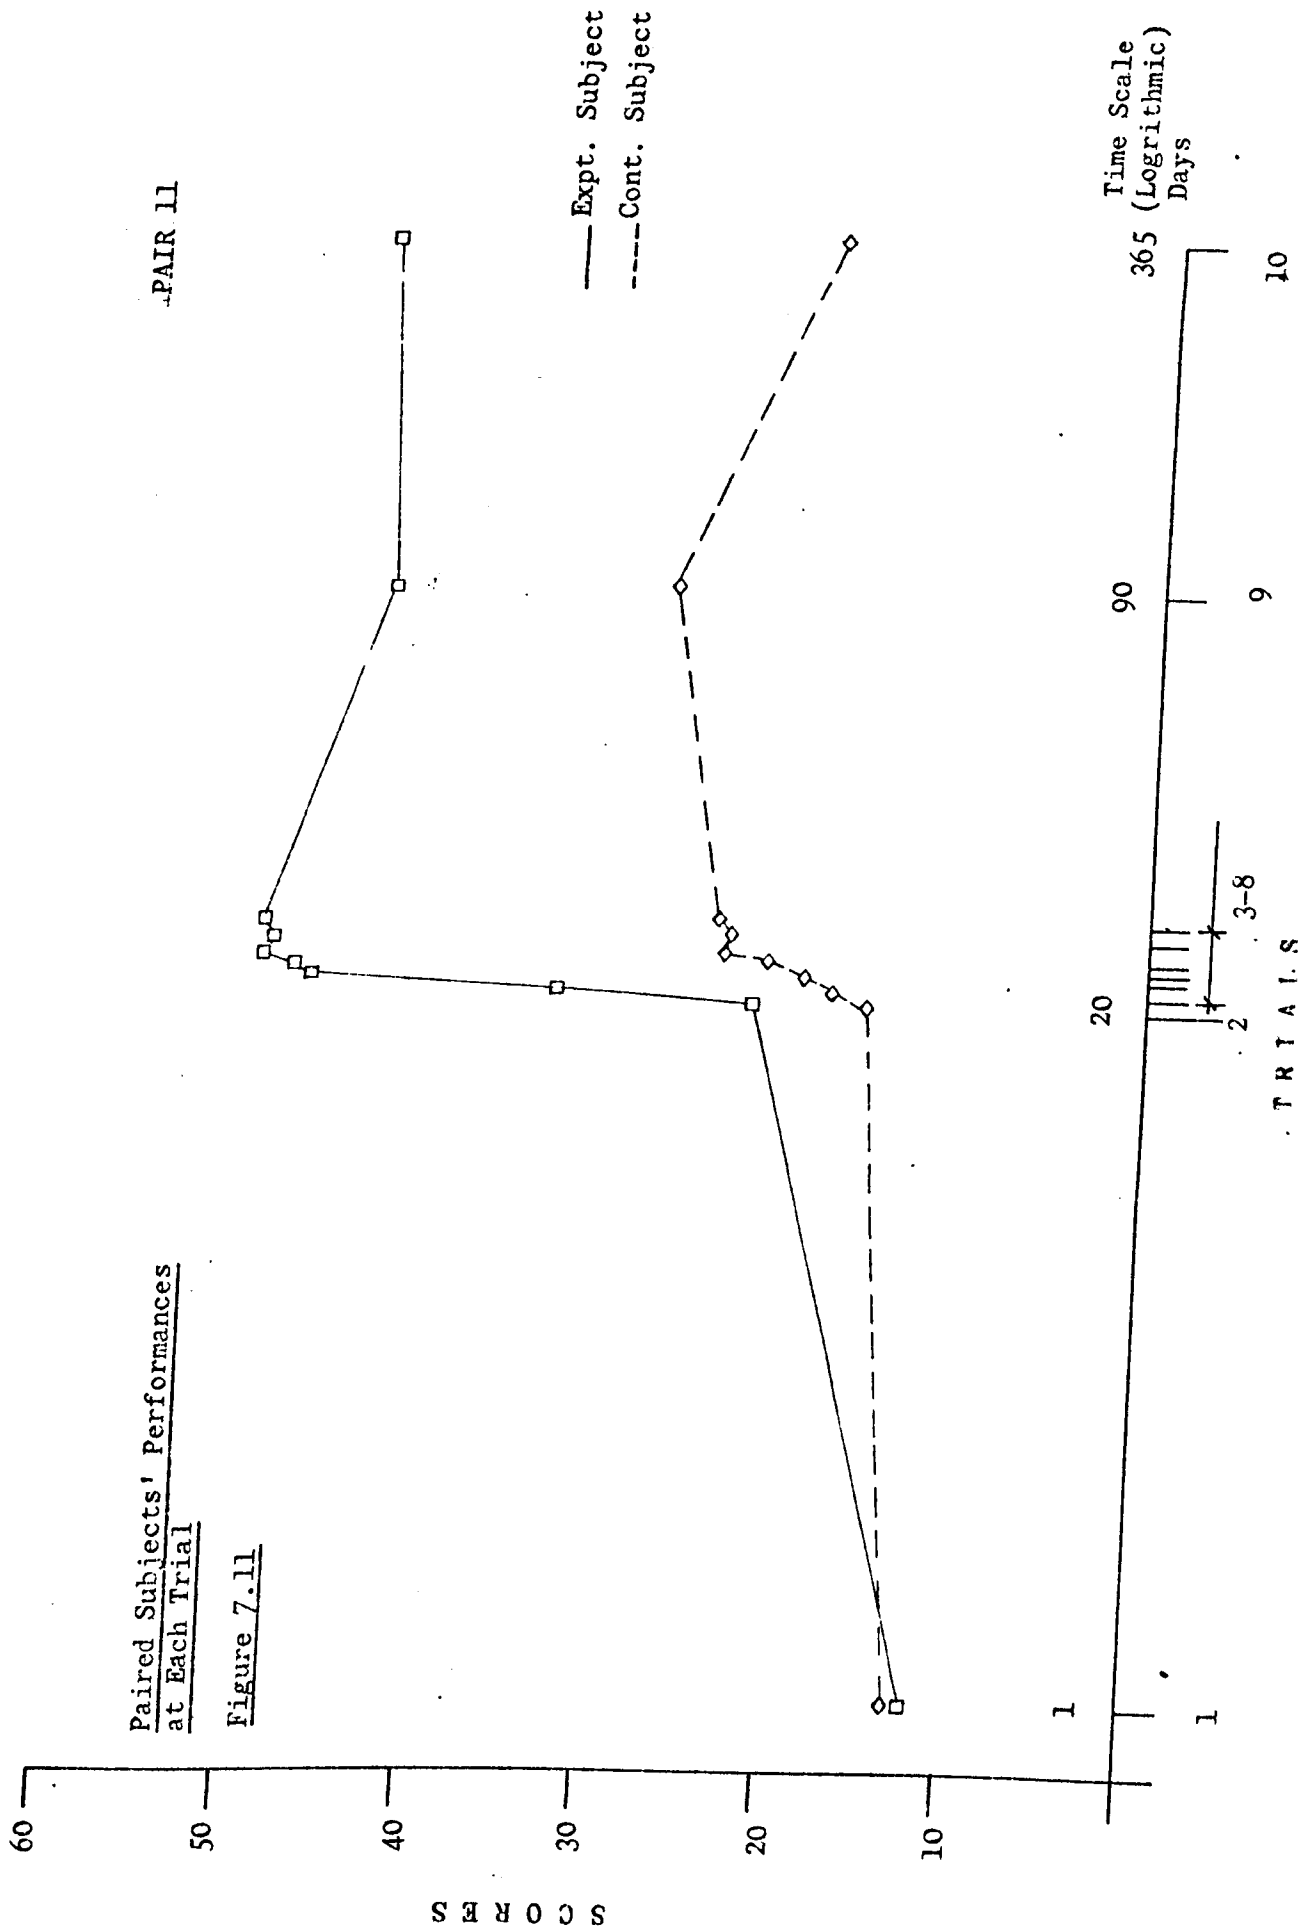 Paired Subjects' Performances
at Each Trial
Figure 7.11
PAIR 11
Expt. Subject
Cont. Subject
SCORES
60
50
40
30
20
10
1
20
90
365
Time Scale
(Logrithmic)
Days
1
2
3-8
9
10
TRIALS